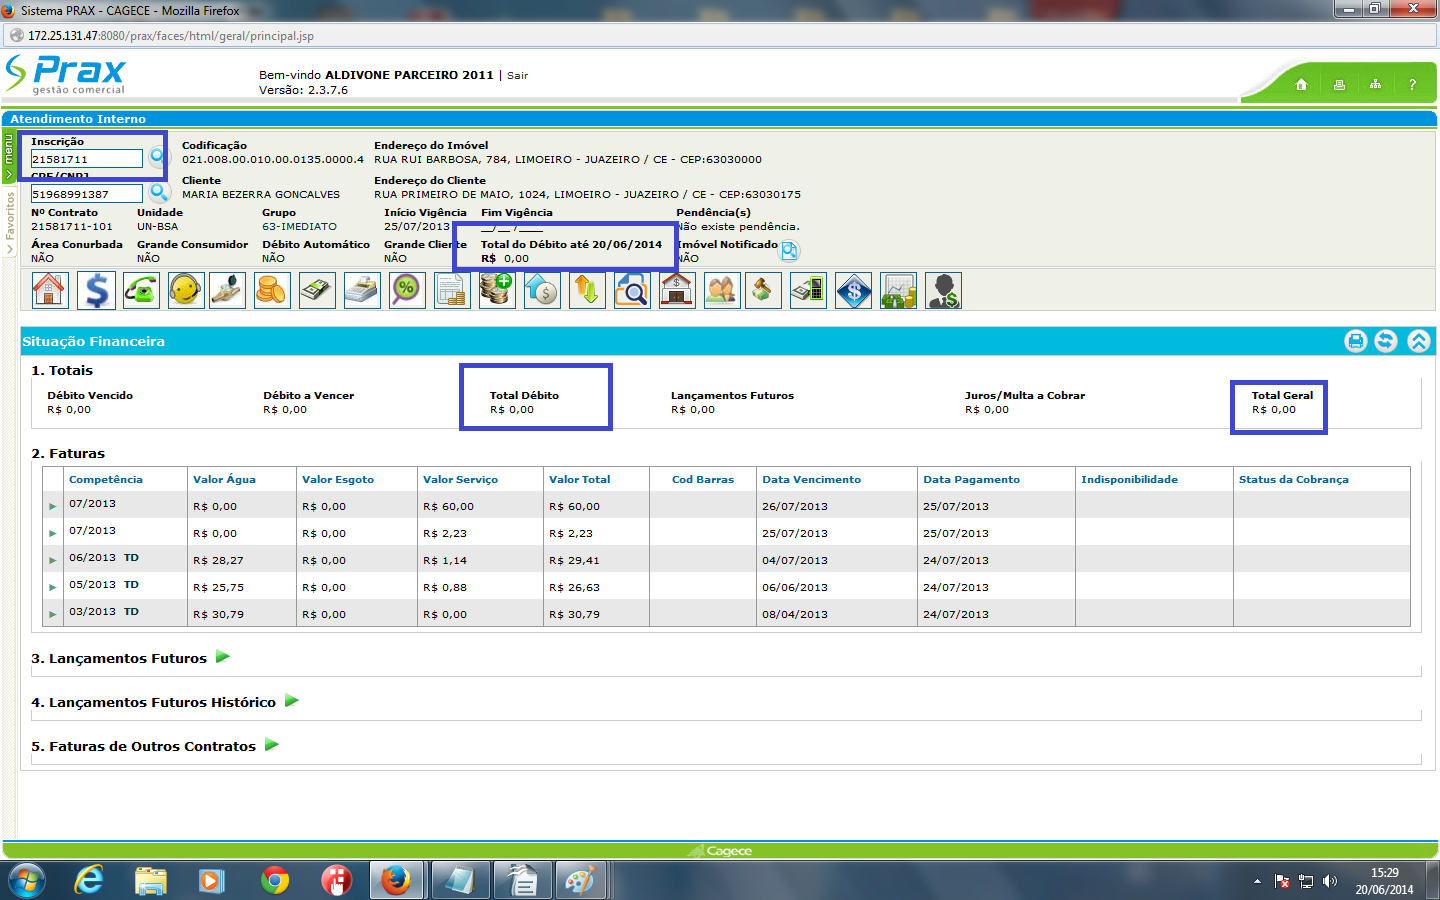 Sistema PRAX - CAGECE - Mozilla Firefox
172.25.131.47:8080/prax/faces/html/geral/principal.jsp
Prax
gestão comercial
Bem-vindo ALDIVONE PARCEIRO 2011 | Sair
Versão: 2.3.7.6
?
Atendimento Interno
menu
Favoritos
Inscrição
21581711
CPF/CNPJ
51968991387
Codificação
021.008.00.010.00.0135.0000.4
Endereço do Imóvel
RUA RUI BARBOSA, 784, LIMOEIRO - JUAZEIRO / CE - CEP:63030000
Cliente
MARIA BEZERRA GONCALVES
Endereço do Cliente
RUA PRIMEIRO DE MAIO, 1024, LIMOEIRO - JUAZEIRO / CE - CEP:63030175
Nº Contrato Unidade Grupo Início Vigência Fim Vigência Pendência(s)
21581711-101 UN-BSA 63-IMEDIATO 25/07/2013 __/__/____ Não existe pendência.
Área Conurbada Grande Consumidor Débito Automático Grande Cliente Total do Débito até 20/06/2014 Imóvel Notificado
NÃO NÃO NÃO NÃO R$ 0,00 NÃO
Situação Financeira
1. Totais
Débito Vencido Débito a Vencer Total Débito Lançamentos Futuros Juros/Multa a Cobrar Total Geral
R$ 0,00 R$ 0,00 R$ 0,00 R$ 0,00 R$ 0,00 R$ 0,00
2. Faturas
Competência Valor Água Valor Esgoto Valor Serviço Valor Total Cod Barras Data Vencimento Data Pagamento Indisponibilidade Status da Cobrança
07/2013 R$ 0,00 R$ 0,00 R$ 60,00 R$ 60,00 26/07/2013 25/07/2013
07/2013 R$ 0,00 R$ 0,00 R$ 2,23 R$ 2,23 25/07/2013 25/07/2013
06/2013 TD R$ 28,27 R$ 0,00 R$ 1,14 R$ 29,41 04/07/2013 24/07/2013
05/2013 TD R$ 25,75 R$ 0,00 R$ 0,88 R$ 26,63 06/06/2013 24/07/2013
03/2013 TD R$ 30,79 R$ 0,00 R$ 0,00 R$ 30,79 08/04/2013 24/07/2013
3. Lançamentos Futuros
4. Lançamentos Futuros Histórico
5. Faturas de Outros Contratos
Cagece
15:29
20/06/2014